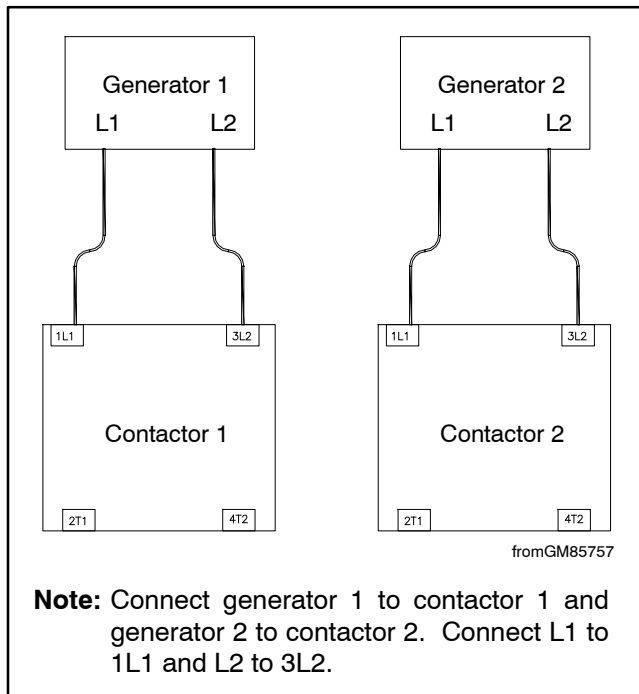 Generator 1
L1 L2
Generator 2
L1 L2
1L1 3L2
Contactor 1
2T1 4T2
1L1 3L2
Contactor 2
2T1 4T2
fromGM85757
Note: Connect generator 1 to contactor 1 and
generator 2 to contactor 2. Connect L1 to
1L1 and L2 to 3L2.